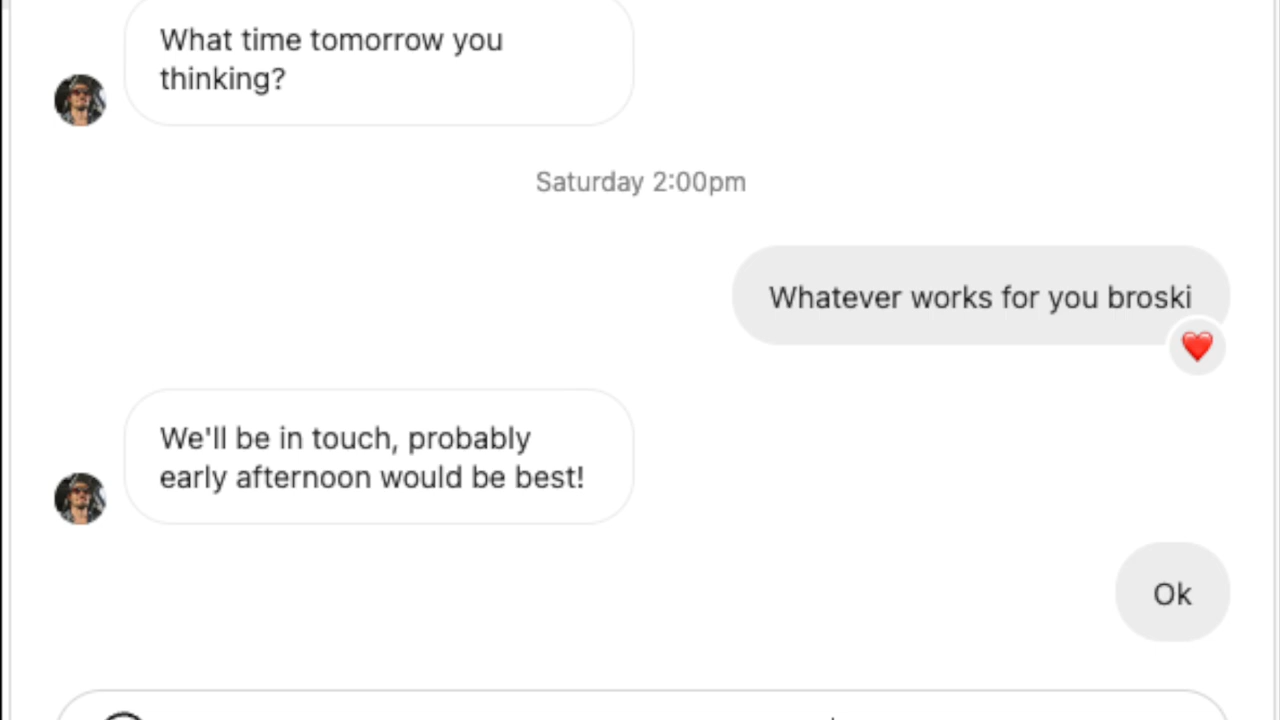 What time tomorrow you
thinking?
Saturday 2:00pm
Whatever works for you broski
We'll be in touch, probably
early afternoon would be best!
Ok